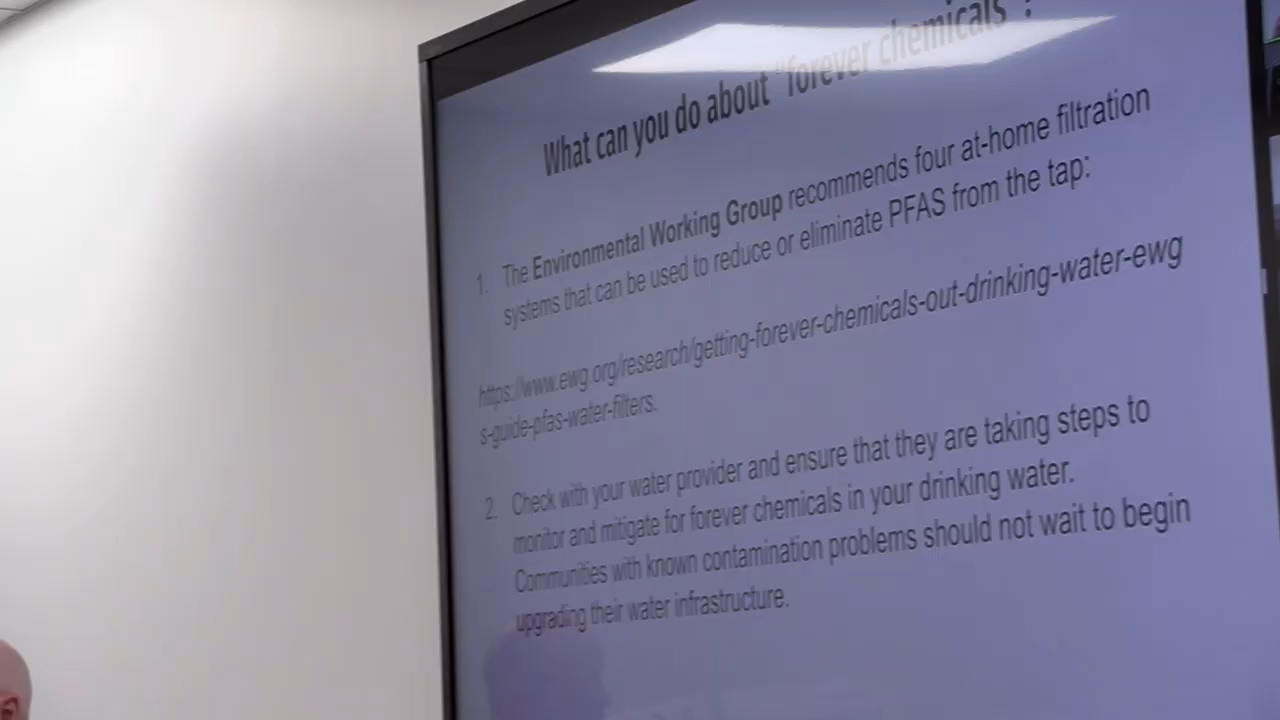 What can you do about "forever chemicals"?
1. The Environmental Working Group recommends four at-home filtration
systems that can be used to reduce or eliminate PFAS from the tap:
https://www.ewg.org/research/getting-forever-chemicals-out-drinking-water-ewg
s-guide-pfas-water-filters.
2. Check with your water provider and ensure that they are taking steps to
monitor and mitigate for forever chemicals in your drinking water.
Communities with known contamination problems should not wait to begin
upgrading their water infrastructure.